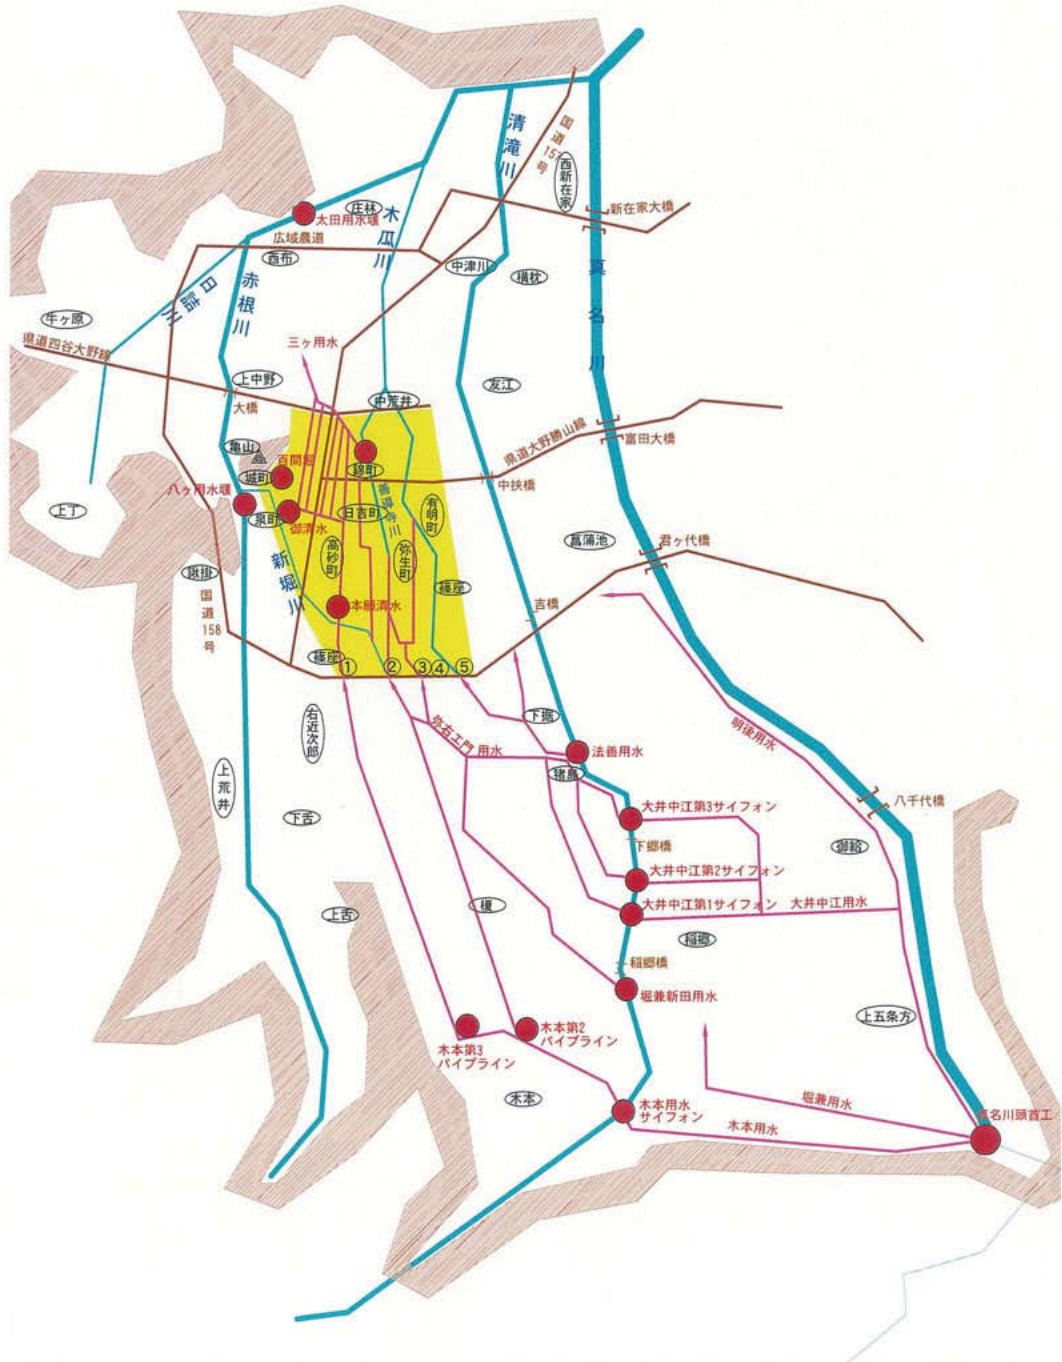 清滝川
国道157号
西新在家
新在家大橋
庄林
木瓜川
太田用水堰
広域農道
西布
中津川
横枕
真名川
日詰川
赤根川
牛ヶ原
県道四谷大野線
三ヶ用水
上中野
大橋
中荒井
友江
県道大野勝山線
富田大橋
亀山
百間堀
城町
錦町
中挟橋
八ヶ用水堰
泉町
御清水
日吉町
有明町
上丁
菖蒲池
君ヶ代橋
新堀川
高砂町
弥生町
鍬掛
国道158号
本願清水
篠座
吉橋
篠座
①
②
③
④
⑤
右近次郎
弥右エ門用水
下据
明後用水
法善用水
猪島
上荒井
八千代橋
下舌
大井中江第3サイフォン
下郷橋
御給
大井中江第2サイフォン
榎
大井中江第1サイフォン
大井中江用水
上舌
稲郷
稲郷橋
堀兼新田用水
上五条方
木本第3
パイプライン
木本第2
パイプライン
木本
木本用水
サイフォン
堀兼用水
木本用水
真名川頭首工